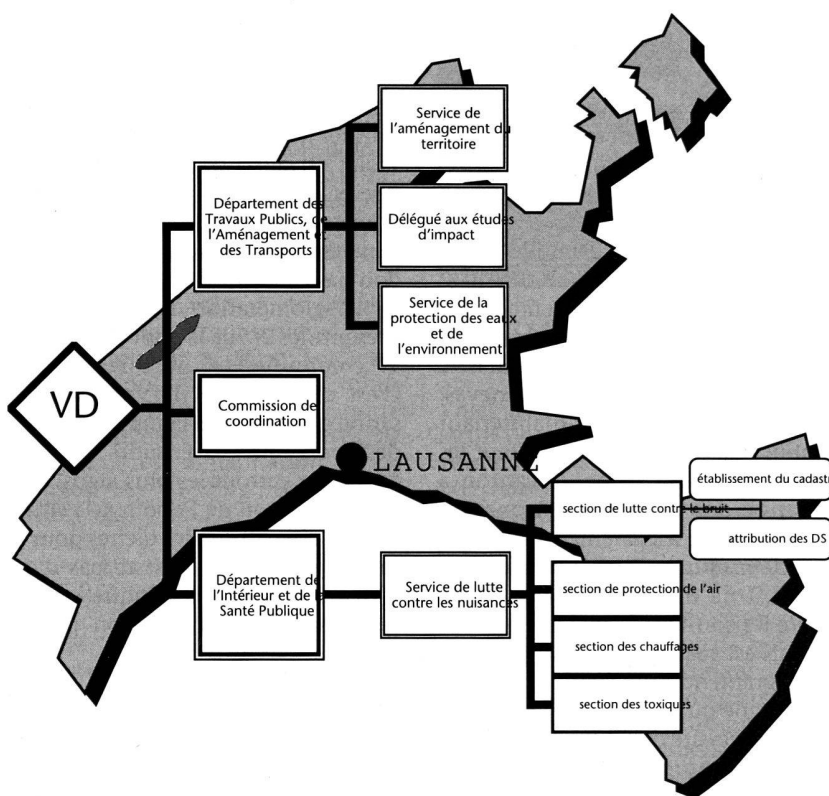 Service de
l'aménagement du
territoire
Département des
Travaux Publics, de
l'Aménagement et
des Transports
Délégué aux études
d'impact
Service de la
protection des eaux
et de
l'environnement
VD
Commission de
coordination
LAUSANNE
établissement du cadastre
section de lutte contre le bruit
attribution des DS
Département de
l'Intérieur et de la
Santé Publique
Service de lutte
contre les nuisances
section de protection de l'air
section des chauffages
section des toxiques